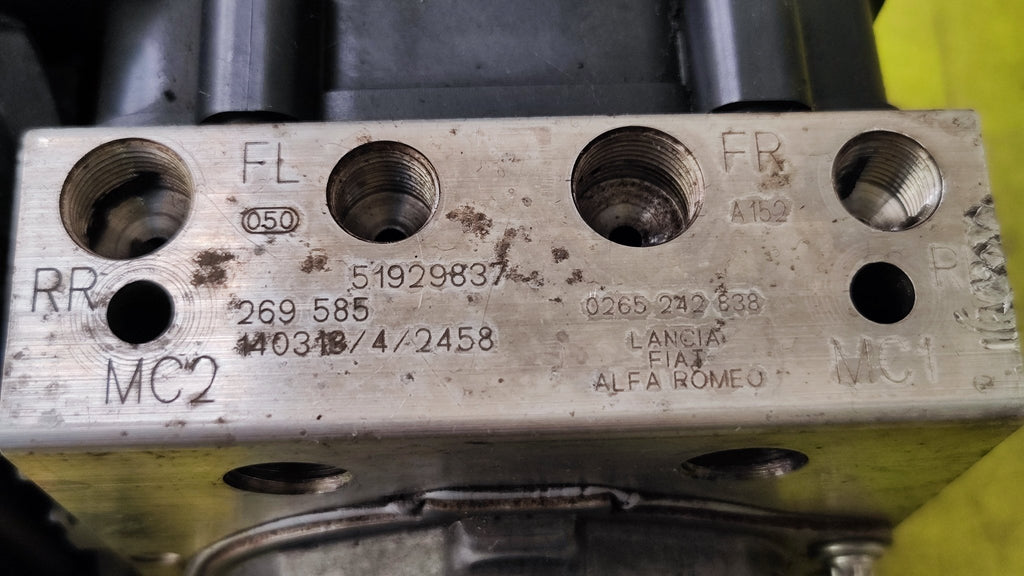 FL
FR
050
A152
RR
R
51929837
269 585
0265 242 838
140318/4/2458
LANCIA
FIAT
ALFA ROMEO
MC2
MC1